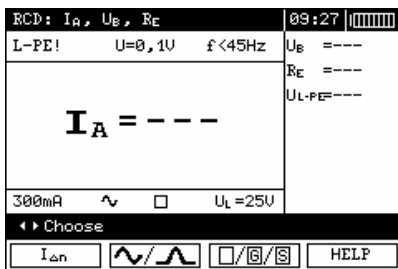 RCD: IA, UB, RE 09:27
L-PE! U=0,1V f<45Hz
UB =---
RE =---
UL-PE=---
IA = ---
300mA UL=25V
Choose
I△n / □/G/S HELP